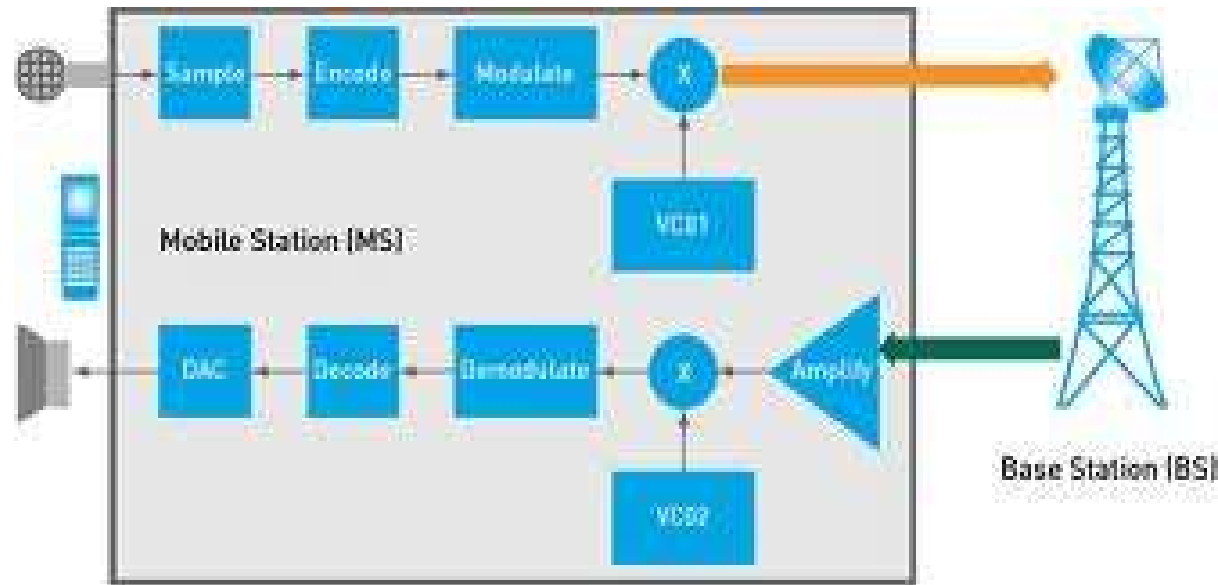 Sample
Encode
Modulate
X
VCO1
Mobile Station (MS)
DAC
Decode
Demodulate
X
Amplify
VCO2
Base Station (BS)